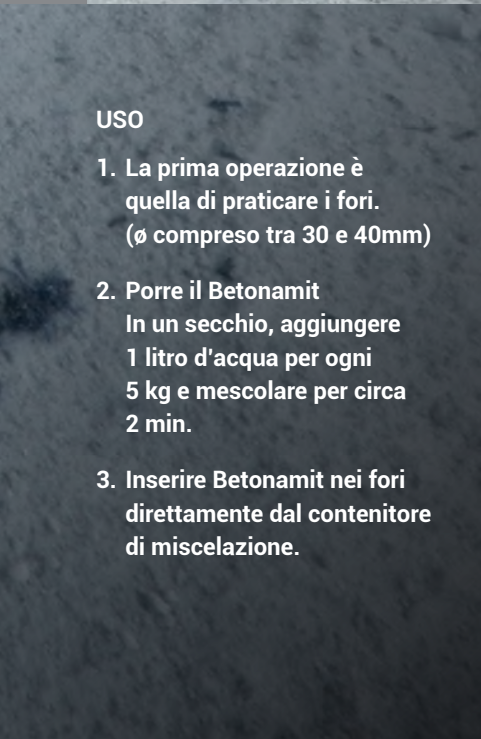 USO
1. La prima operazione è
quella di praticare i fori.
(ø compreso tra 30 e 40mm)
2. Porre il Betonamit
In un secchio, aggiungere
1 litro d'acqua per ogni
5 kg e mescolare per circa
2 min.
3. Inserire Betonamit nei fori
direttamente dal contenitore
di miscelazione.